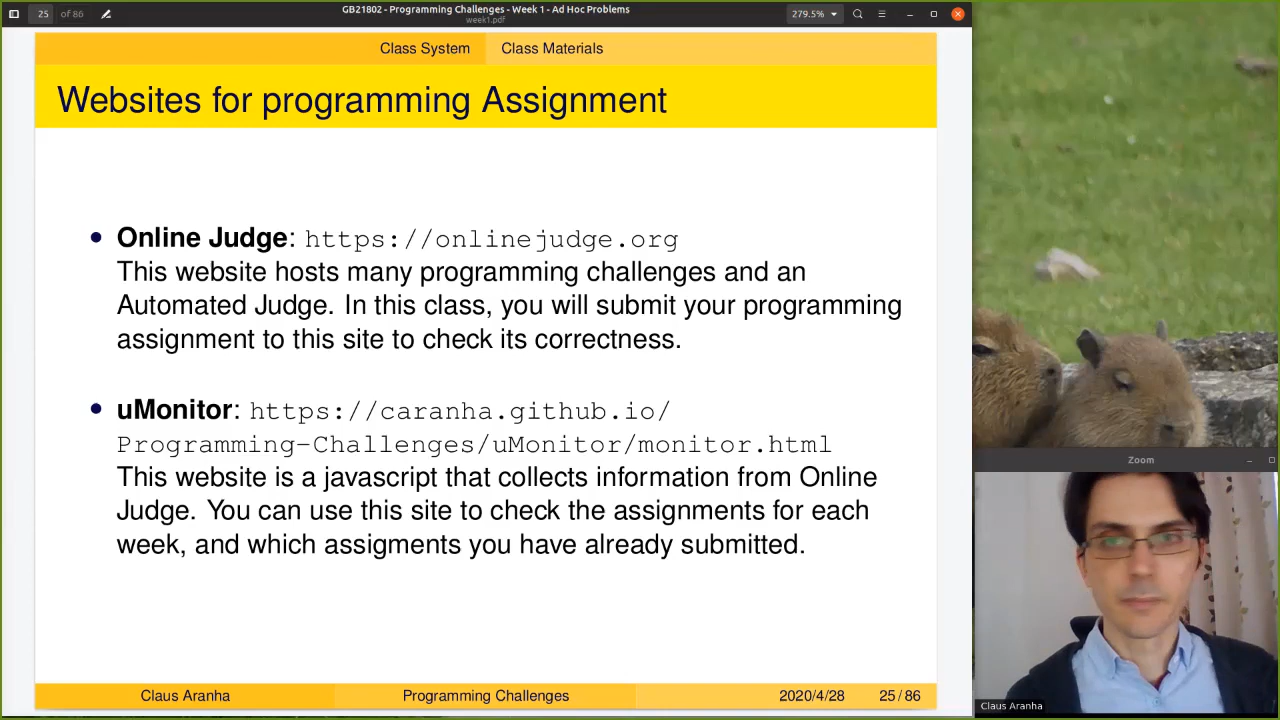 25 of 86
GB21802 - Programming Challenges - Week 1 - Ad Hoc Problems
week1.pdf
279.5%
Class System Class Materials
Websites for programming Assignment
• Online Judge: https://onlinejudge.org
This website hosts many programming challenges and an
Automated Judge. In this class, you will submit your programming
assignment to this site to check its correctness.
• uMonitor: https://caranha.github.io/
Programming-Challenges/uMonitor/monitor.html
This website is a javascript that collects information from Online
Judge. You can use this site to check the assignments for each
week, and which assigments you have already submitted.
Claus Aranha Programming Challenges 2020/4/28 25 / 86
Zoom
Claus Aranha